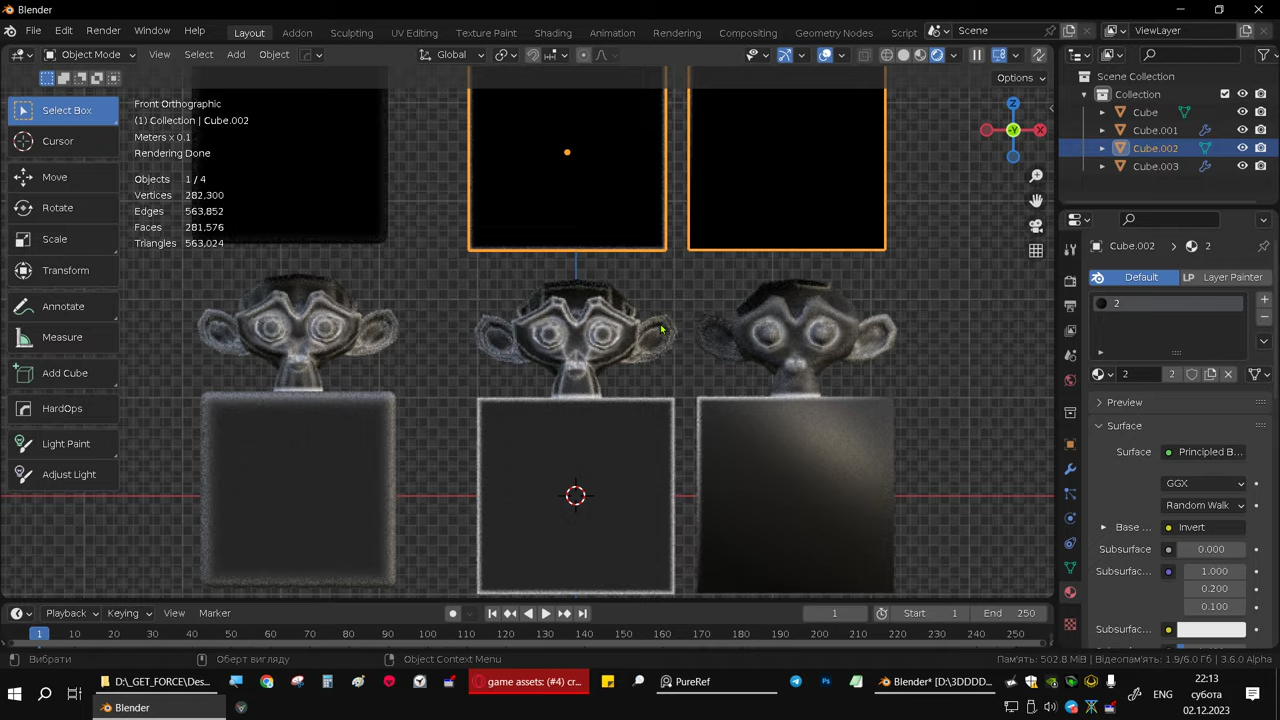 Blender
File Edit Render Window Help Layout Addon Sculpting UV Editing Texture Paint Shading Animation Rendering Compositing Geometry Nodes Script Scene ViewLayer
Object Mode View Select Add Object Global
Options
Select Box
Cursor
Move
Rotate
Scale
Transform
Annotate
Measure
Add Cube
HardOps
Light Paint
Adjust Light
Front Orthographic
(1) Collection | Cube.002
Meters x 0.1
Rendering Done
Objects 1 / 4
Vertices 282,300
Edges 563,852
Faces 281,576
Triangles 563,024
Z
X
-Y
Scene Collection
Collection
Cube
Cube.001
Cube.002
Cube.003
Cube.002 2
Default LP Layer Painter
2
2 2
Preview
Surface
Surface Principled B...
GGX
Random Walk
Base ... Invert
Subsurface 0.000
Subsurfac... 1.000
0.200
0.100
Subsurfac...
Subsurfac...
Playback Keying View Marker 1 Start 1 End 250
1 10 20 30 40 50 60 70 80 90 100 110 120 130 140 150 160 170 180 190 200 210 220 230 240 250
Вибрати Оберт вигляду Object Context Menu Пам'ять: 502.8 MiB | Відеопам'ять: 1.9/6.0 Гб | 3.6.0 Alpha
D:\_GET_FORCE\Des... game assets: (#4) cr... PureRef Blender* [D:\3DDDD...
Blender
ENG
22:13
субота
02.12.2023